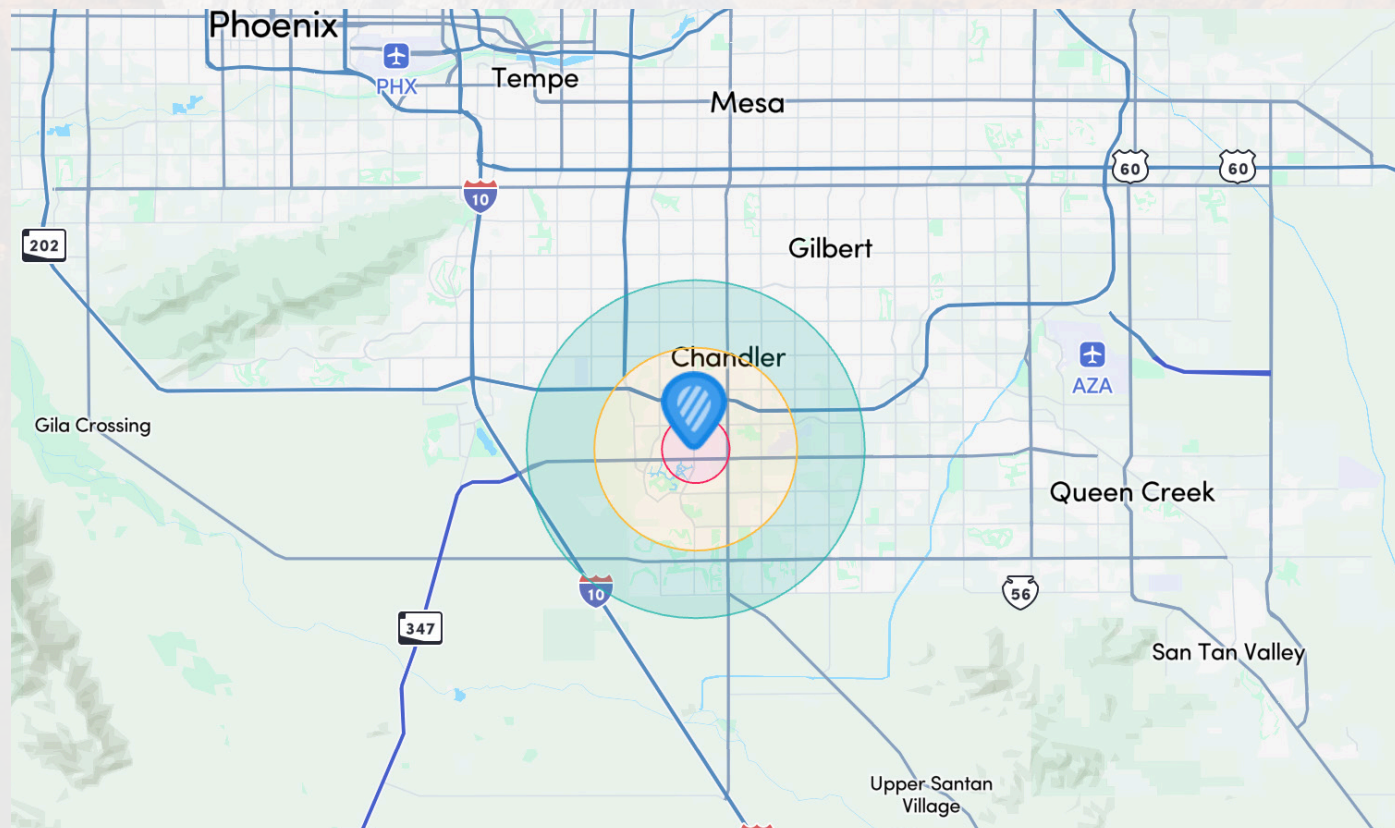 Phoenix
PHX
Tempe
Mesa
60
60
10
202
Gilbert
Chandler
AZA
Gila Crossing
Queen Creek
10
56
347
San Tan Valley
Upper Santan
Village